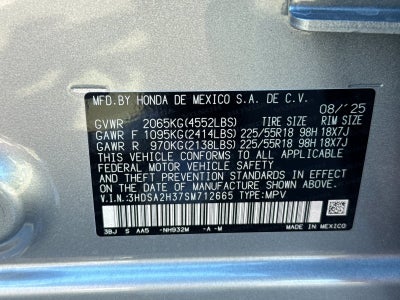 MFD.BY HONDA DE MEXICO S.A. DE C.V. 08/'25
GVWR 2065KG(4552LBS) TIRE SIZE RIM SIZE
GAWR F 1095KG(2414LBS) 225/55R18 98H 18X7J
GAWR R 970KG(2138LBS) 225/55R18 98H 18X7J
THIS VEHICLE CONFORMS TO ALL APPLICABLE
FEDERAL MOTOR VEHICLE SAFETY
AND THEFT PREVENTION STANDARDS IN EFFECT ON
THE DATE OF MANUFACTURE SHOWN ABOVE.
V.I.N.:3HDSA2H37SM712665 TYPE:MPV
3BJ S AA5 -NH932M -A -M MADE IN MEXICO